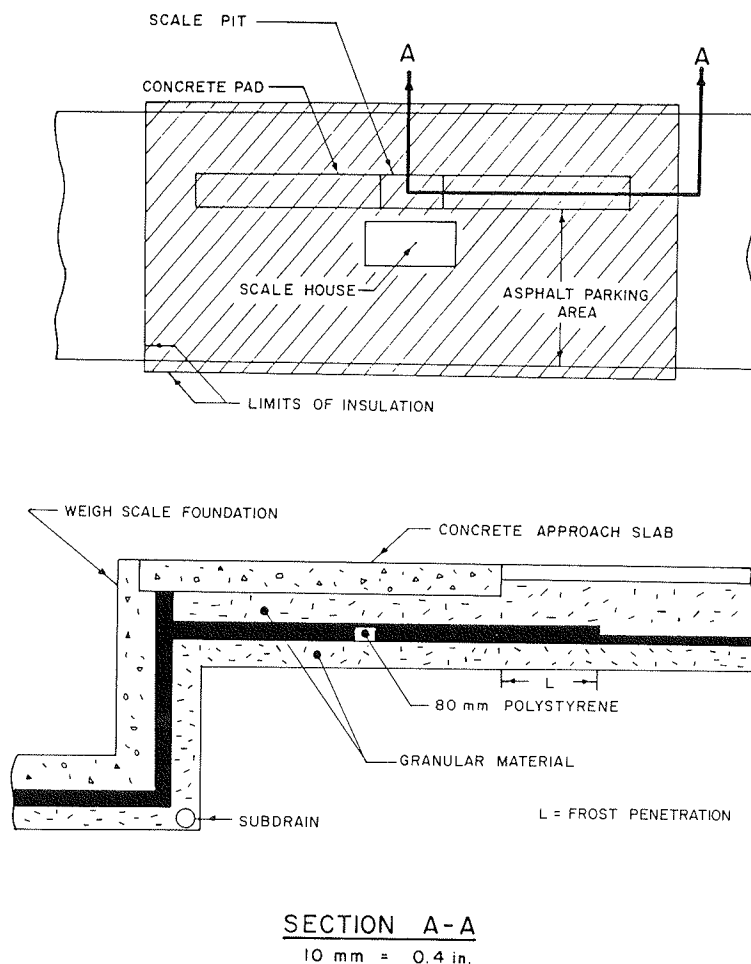 SCALE PIT
A
A
CONCRETE PAD
SCALE HOUSE
ASPHALT PARKING
AREA
LIMITS OF INSULATION
WEIGH SCALE FOUNDATION
CONCRETE APPROACH SLAB
L
80 mm POLYSTYRENE
GRANULAR MATERIAL
SUBDRAIN
L = FROST PENETRATION
SECTION A-A
10 mm = 0.4 in.